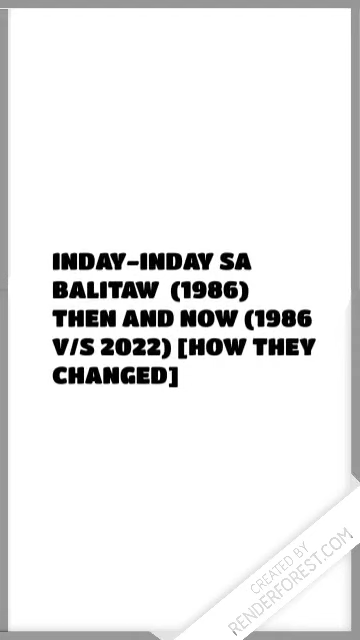 INDAY-INDAY SA
BALITAW (1986)
THEN AND NOW (1986
V/S 2022) [HOW THEY
CHANGED]
CREATED BY
RENDERFOREST.COM